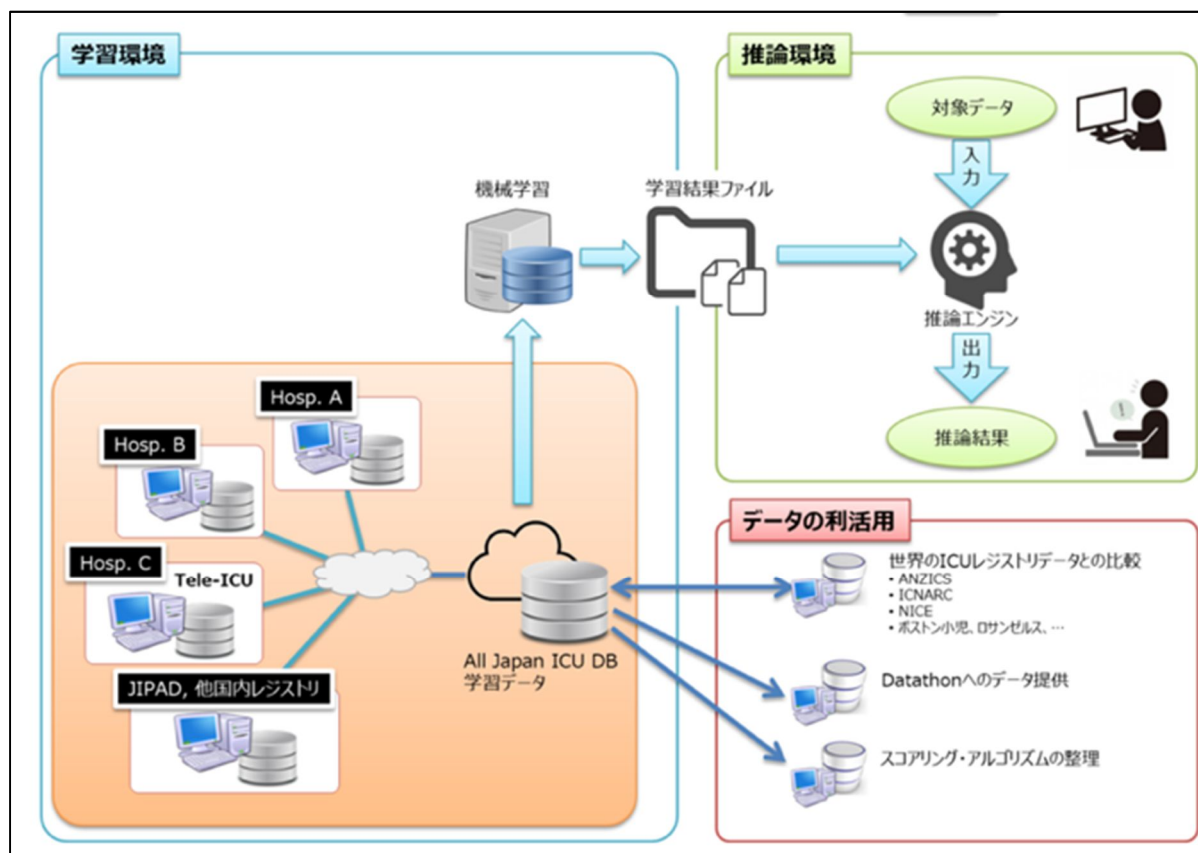 学習環境
機械学習
学習結果ファイル
Hosp. A
Hosp. B
Hosp. C
Tele-ICU
JIPAD, 他国内レジストリ
All Japan ICU DB
学習データ
推論環境
対象データ
入
力
推論エンジン
出
力
推論結果
データの利活用
世界のICUレジストリデータとの比較
• ANZICS
• ICNARC
• NICE
• ボストン小児、ロサンゼルス、…
Datathonへのデータ提供
スコアリング・アルゴリズムの整理